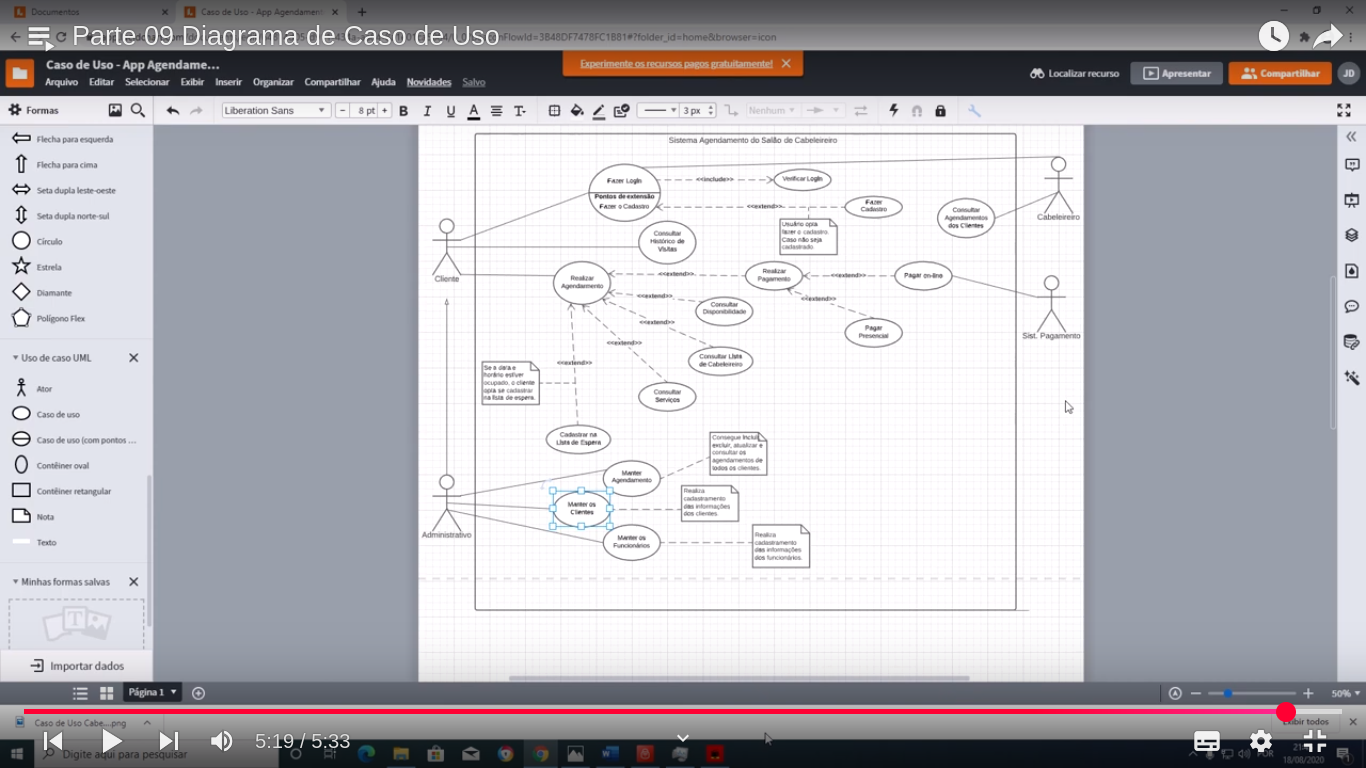 Documentos
Caso de Uso - App Agendament
Parte 09 Diagrama de Caso de Uso
Caso de Uso - App Agendame...
Experimente os recursos pagos gratuitamente!
Localizar recurso
Apresentar
Compartilhar
JD
Arquivo Editar Selecionar Exibir Inserir Organizar Compartilhar Ajuda Novidades Salvo
Formas
Liberation Sans
8 pt
B I U A T
3 px
Nenhum
Flecha para esquerda
Flecha para cima
Seta dupla leste-oeste
Seta dupla norte-sul
Círculo
Estrela
Diamante
Polígono Flex
Uso de caso UML
Ator
Caso de uso
Caso de uso (com pontos ...
Contêiner oval
Contêiner retangular
Nota
Texto
Minhas formas salvas
Importar dados
Sistema Agendamento do Salão de Cabeleireiro
Fazer Login
Pontos de extensão
Fazer o Cadastro
<<include>>
Verificar Login
<<extend>>
Fazer
Cadastro
Usuário opta
fazer o cadastro.
Caso não seja
cadastrado
Consultar
Agendamentos
dos Clientes
Cabeleireiro
Consultar
Histórico de
Visitas
Cliente
Realizar
Agendamento
<<extend>>
Realizar
Pagamento
<<extend>>
Pagar on-line
<<extend>>
Consultar
Disponibilidade
<<extend>>
Pagar
Presencial
Sist. Pagamento
<<extend>>
Consultar Lista
de Cabeleireiro
<<extend>>
Consultar
Serviços
<<extend>>
Se a data e
horário estiver
ocupado, o cliente
opta se cadastrar
na lista de espera.
Cadastrar na
Lista de Espera
Manter
Agendamento
Consegue incluir,
excluir, atualizar e
consultar os
agendamentos de
todos os clientes.
Manter os
Clientes
Realiza
cadastramento
das informações
dos clientes.
Administrativo
Manter os
Funcionários
Realiza
cadastramento
das informações
dos funcionários.
Página 1
50%
Caso de Uso Cabe....png
Exibir todos
5:19 / 5:33
Digite aqui para pesquisar
18/08/2020